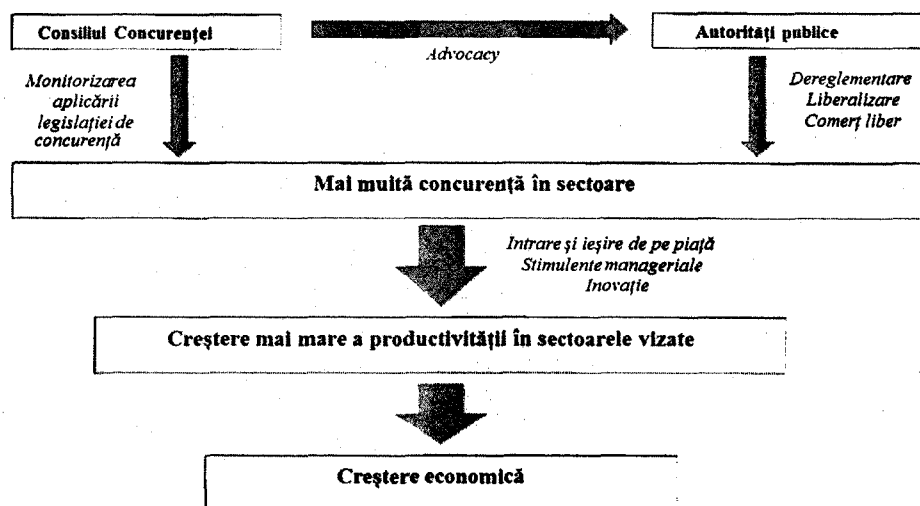 Consiliul Concurenței
Advocacy
Autorități publice
Monitorizarea
aplicării
legislației de
concurență
Dereglementare
Liberalizare
Comerț liber
Mai muită concurență în sectoare
Intrare și ieșire de pe piață
Stimulente manageriale
Inovație
Creștere mai mare a productivității în sectoarele vizate
Creștere economică